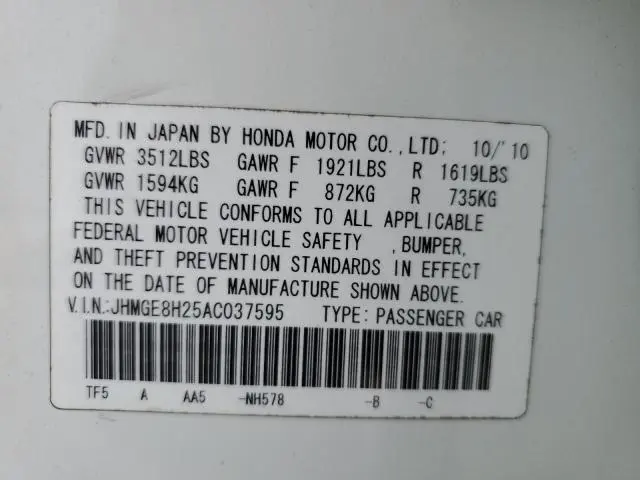 MFD. IN JAPAN BY HONDA MOTOR CO., LTD; 10/'10
GVWR 3512LBS GAWR F 1921LBS R 1619LBS
GVWR 1594KG GAWR F 872KG R 735KG
THIS VEHICLE CONFORMS TO ALL APPLICABLE
FEDERAL MOTOR VEHICLE SAFETY , BUMPER,
AND THEFT PREVENTION STANDARDS IN EFFECT
ON THE DATE OF MANUFACTURE SHOWN ABOVE.
V.I.N.:JHMGE8H25AC037595 TYPE: PASSENGER CAR
TF5 A AA5 -NH578 -B -C